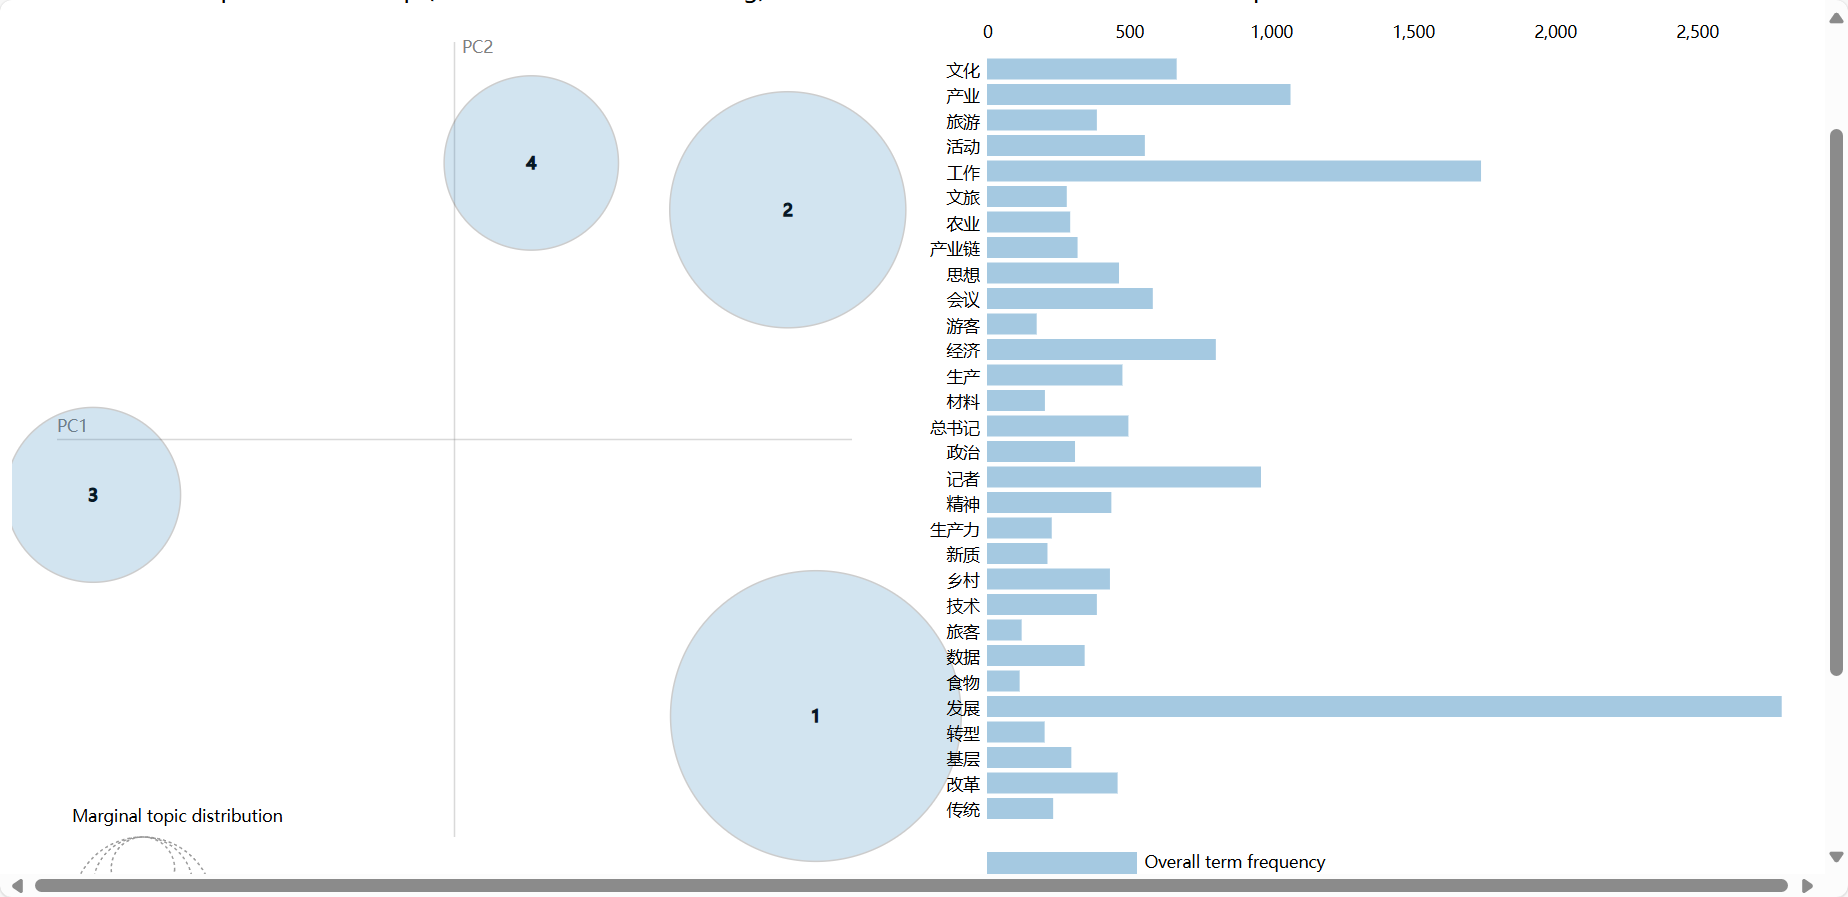 PC2
4
2
PC1
3
1
Marginal topic distribution
0 500 1,000 1,500 2,000 2,500
文化
产业
旅游
活动
工作
文旅
农业
产业链
思想
会议
游客
经济
生产
材料
总书记
政治
记者
精神
生产力
新质
乡村
技术
旅客
数据
食物
发展
转型
基层
改革
传统
Overall term frequency